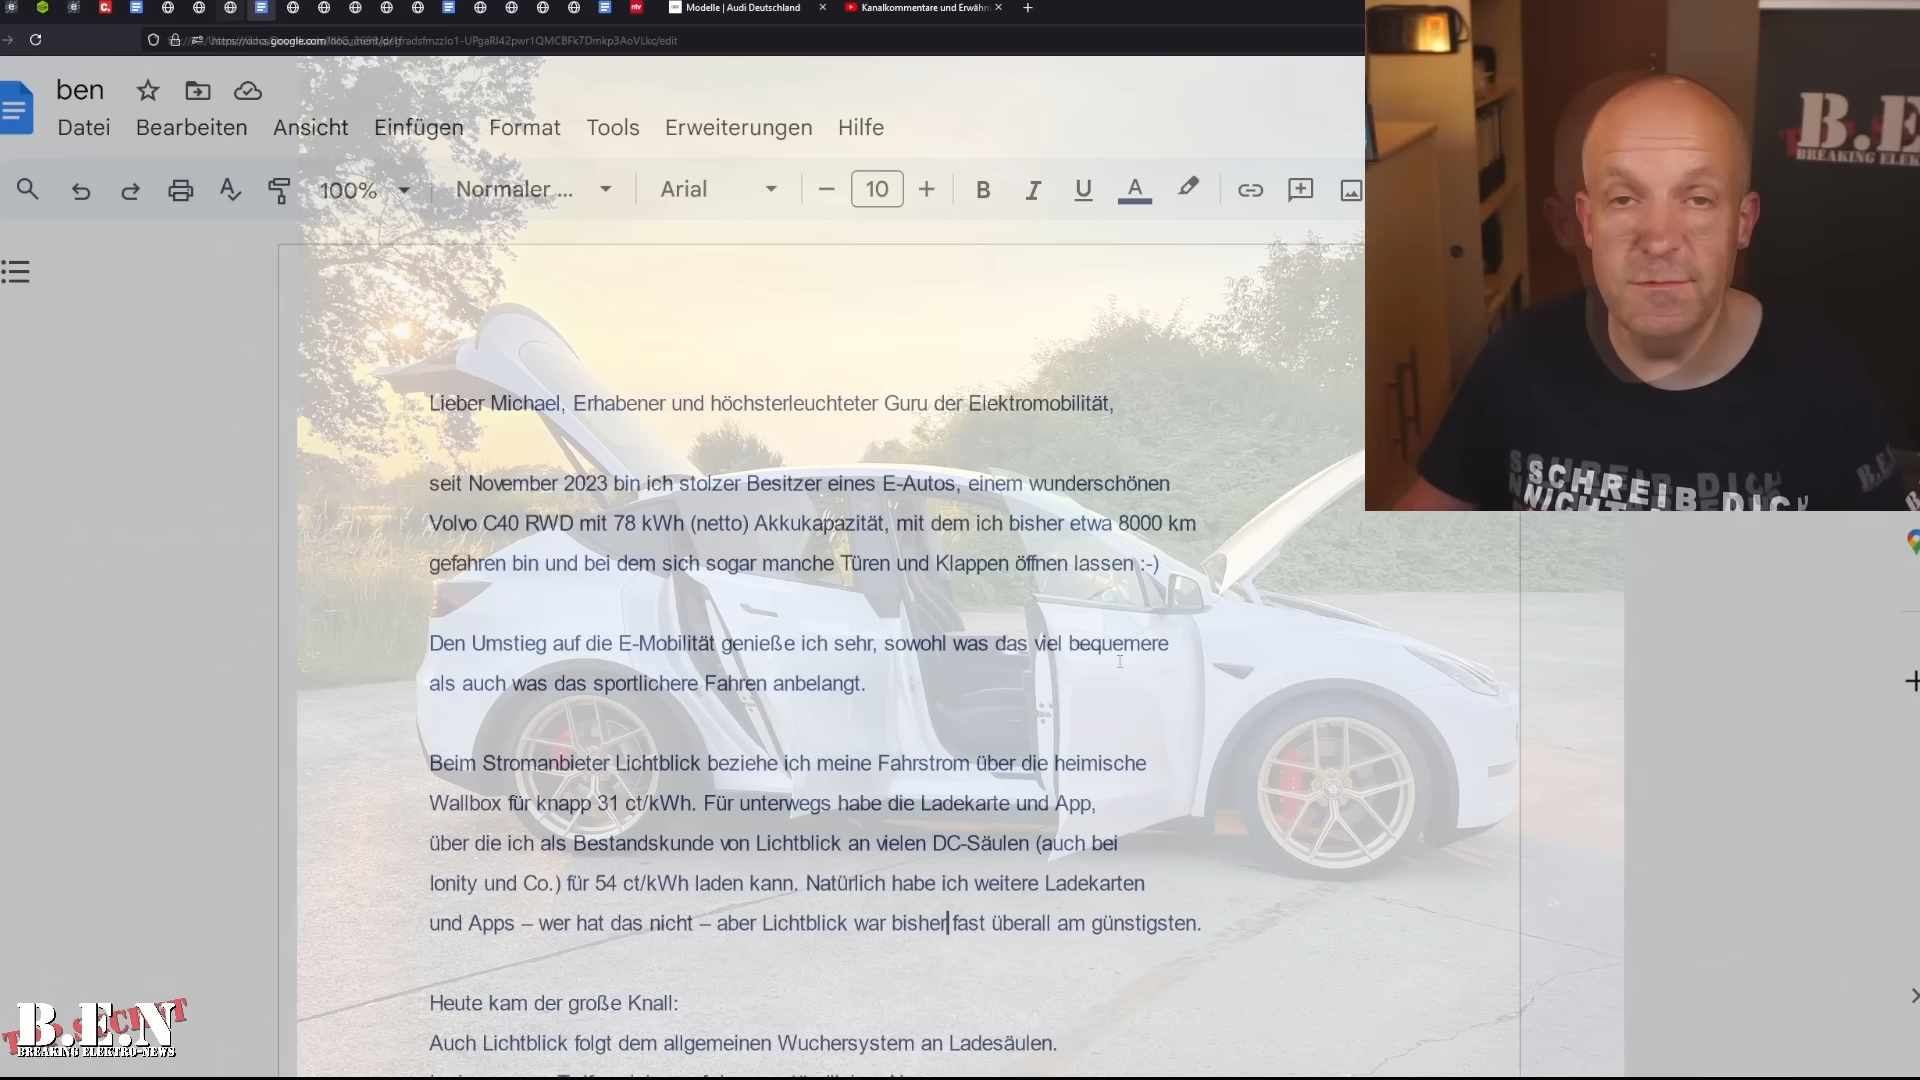 Modelle | Audi Deutschland
Kanalkommentare und Erwähn
ben
Datei Bearbeiten Ansicht Einfügen Format Tools Erweiterungen Hilfe
100% Normaler ... Arial 10 B I U A
B.E.N
BREAKING ELEK
SCHREIB DICH
NICHT
Lieber Michael, Erhabener und höchsterleuchteter Guru der Elektromobilität,
seit November 2023 bin ich stolzer Besitzer eines E-Autos, einem wunderschönen
Volvo C40 RWD mit 78 kWh (netto) Akkukapazität, mit dem ich bisher etwa 8000 km
gefahren bin und bei dem sich sogar manche Türen und Klappen öffnen lassen :-)
Den Umstieg auf die E-Mobilität genieße ich sehr, sowohl was das viel bequemere
als auch was das sportlichere Fahren anbelangt.
Beim Stromanbieter Lichtblick beziehe ich meine Fahrstrom über die heimische
Wallbox für knapp 31 ct/kWh. Für unterwegs habe die Ladekarte und App,
über die ich als Bestandskunde von Lichtblick an vielen DC-Säulen (auch bei
Ionity und Co.) für 54 ct/kWh laden kann. Natürlich habe ich weitere Ladekarten
und Apps – wer hat das nicht – aber Lichtblick war bisher fast überall am günstigsten.
Heute kam der große Knall:
Auch Lichtblick folgt dem allgemeinen Wuchersystem an Ladesäulen.
TOP SECRET
B.E.N
BREAKING ELEKTRO-NEWS